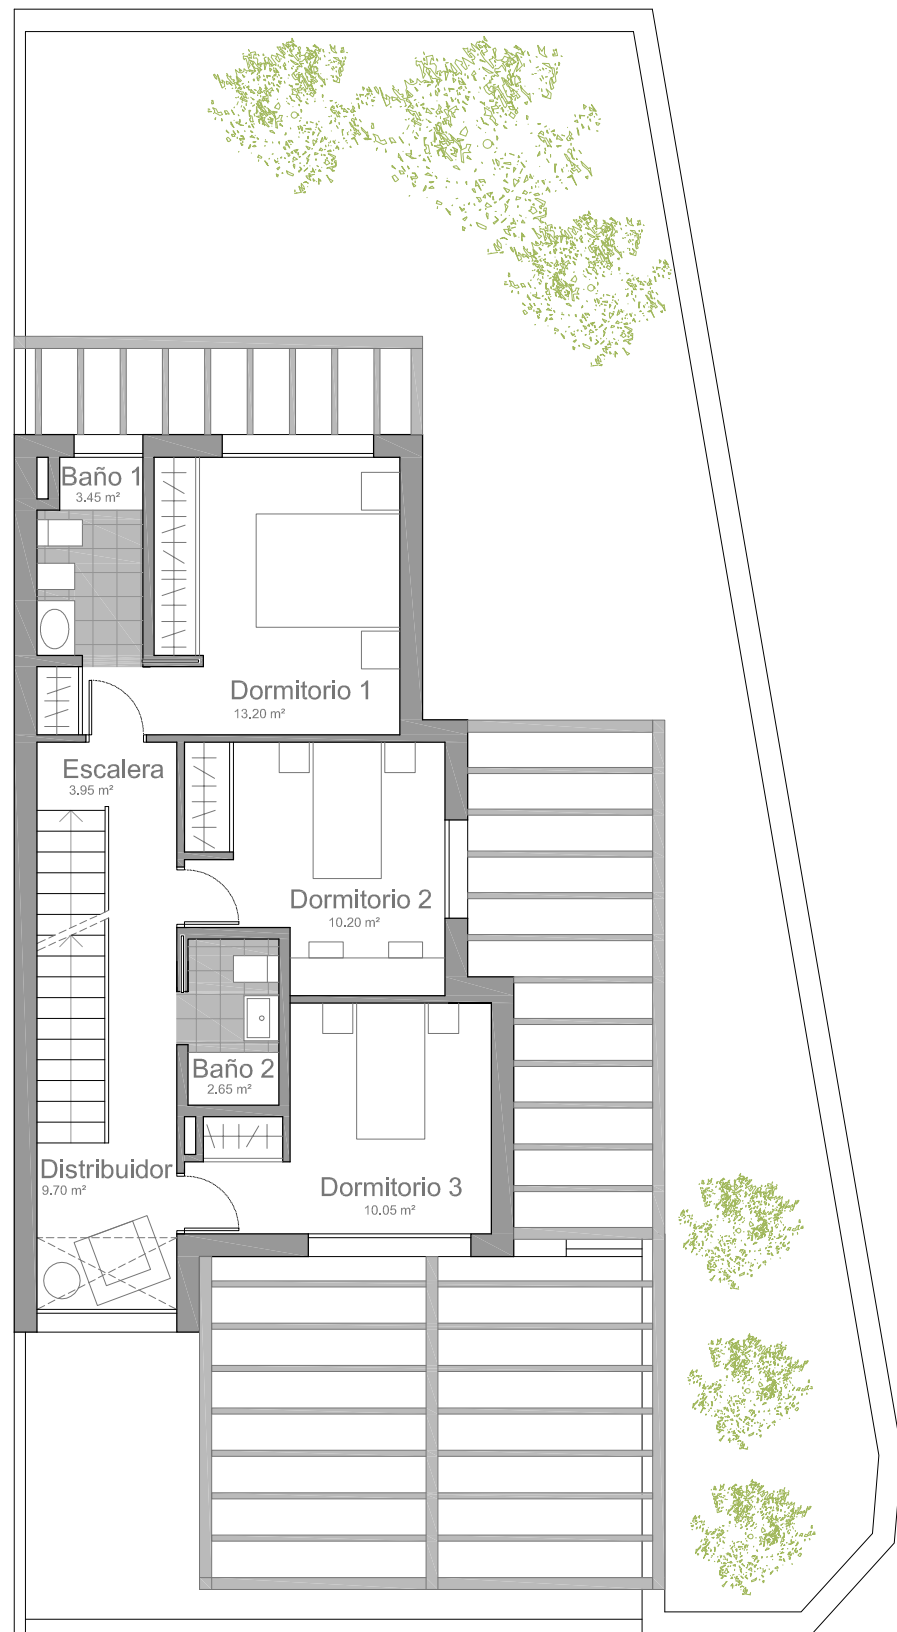 Baño 1
3.45 m²
Dormitorio 1
13.20 m²
Escalera
3.95 m²
Dormitorio 2
10.20 m²
Baño 2
2.65 m²
Distribuidor
9.70 m²
Dormitorio 3
10.05 m²